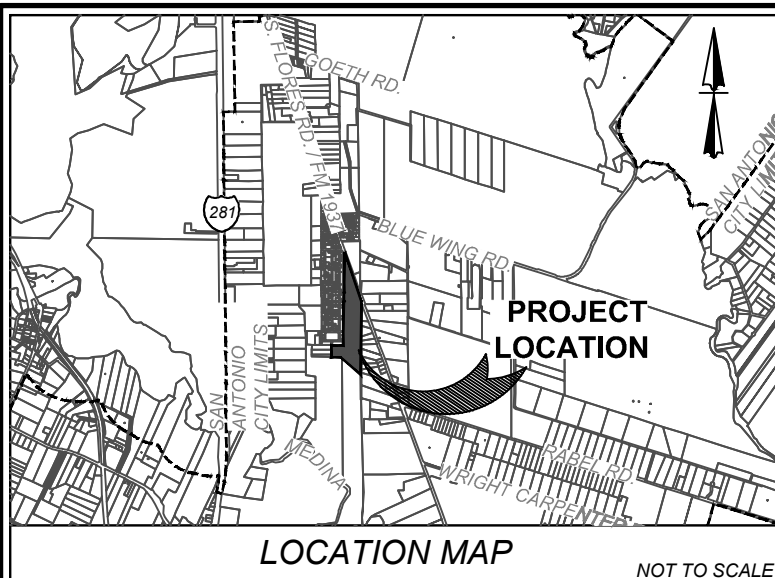 GOETH RD.
S. FLORES RD. / FM 1937
281
BLUE WING RD.
SAN ANTONIO
CITY LIMITS
PROJECT
LOCATION
SAN
ANTONIO
CITY LIMITS
MEDINA
RABEL RD.
WRIGHT CARPENTER
LOCATION MAP
NOT TO SCALE